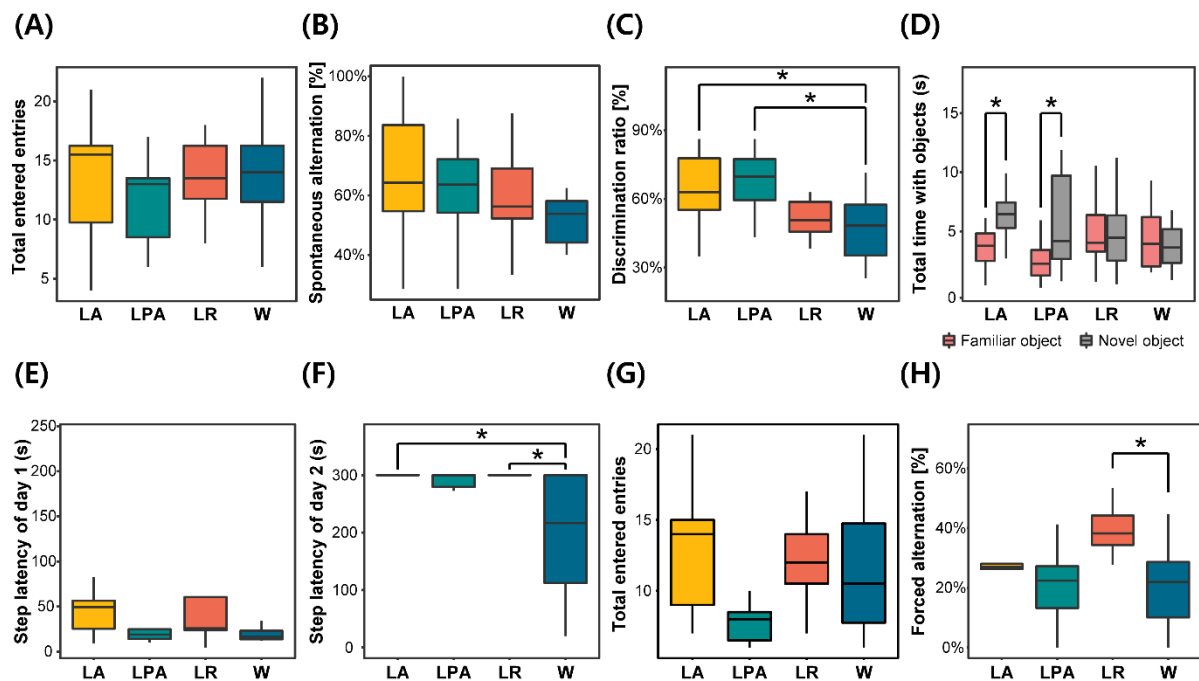 (A)
Total entered entries
20
15
10
5
LA LPA LR W
(B)
Spontaneous alternation [%]
100%
80%
60%
40%
LA LPA LR W
(C)
Discrimination ratio [%]
90%
60%
30%
* 
*
LA LPA LR W
(D)
Total time with objects (s)
15
10
5
0
* *
LA LPA LR W
Familiar object Novel object
(E)
Step latency of day 1 (s)
250
200
150
100
50
0
LA LPA LR W
(F)
Step latency of day 2 (s)
300
200
100
0
*
*
LA LPA LR W
(G)
Total entered entries
20
15
10
LA LPA LR W
(H)
Forced alternation [%]
60%
40%
20%
0%
*
LA LPA LR W